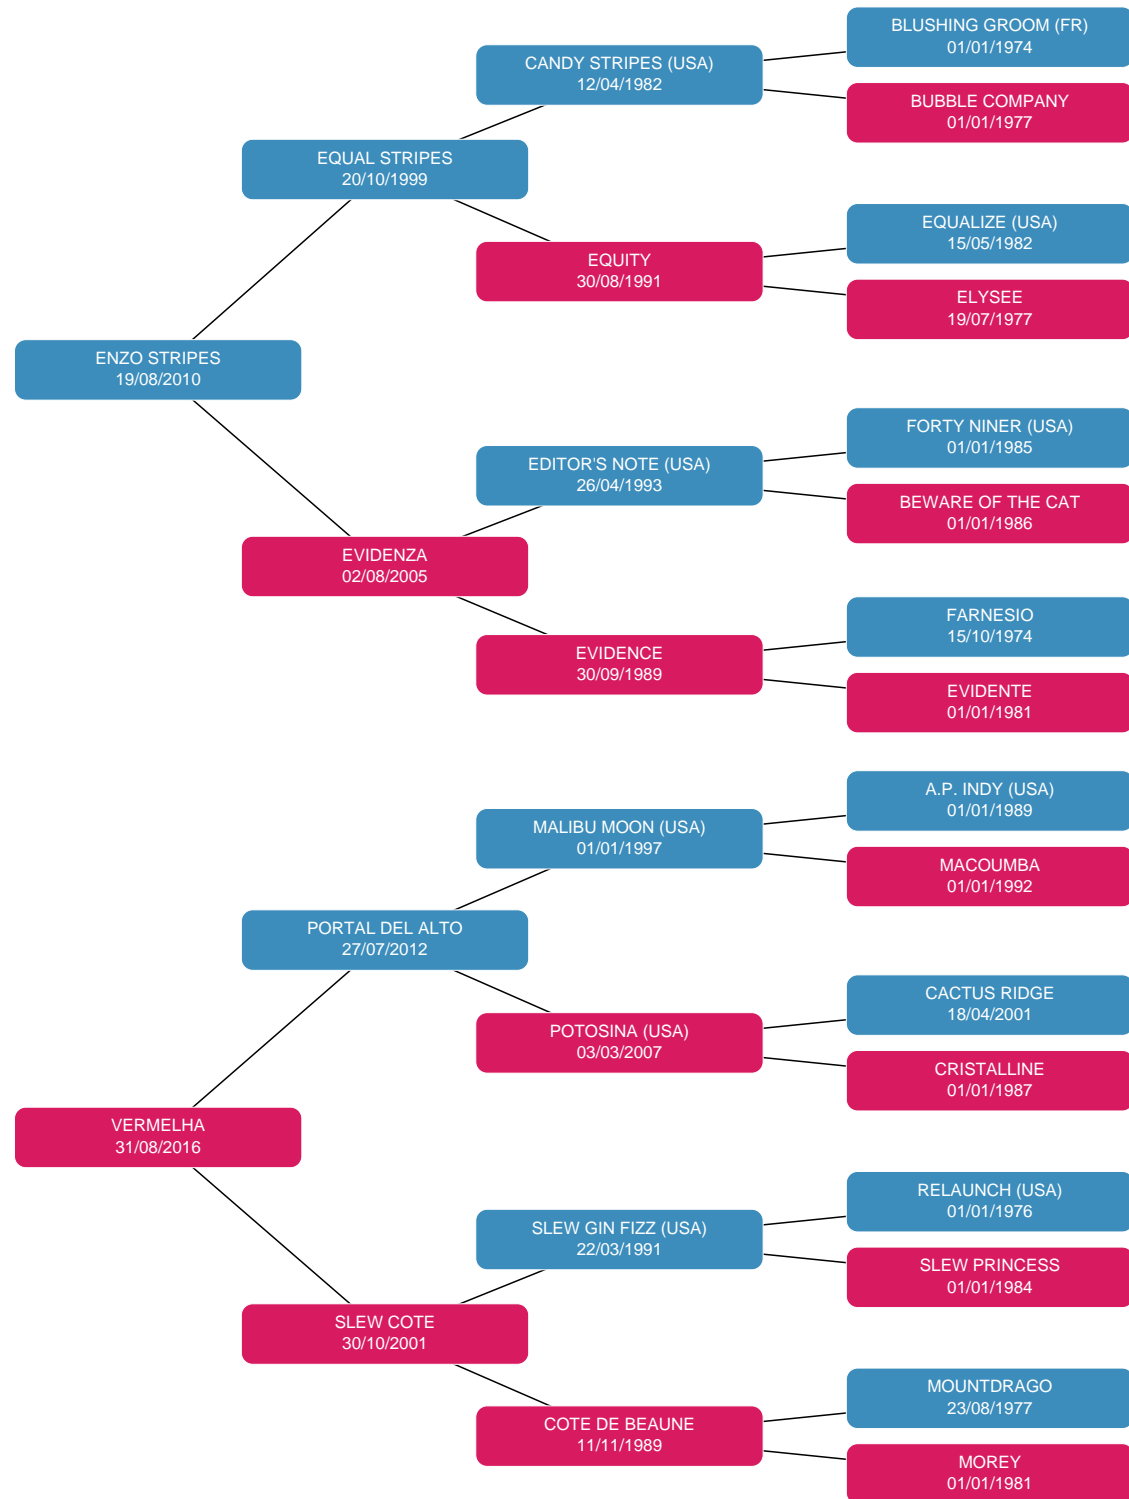 BLUSHING GROOM (FR)
01/01/1974
CANDY STRIPES (USA)
12/04/1982
BUBBLE COMPANY
01/01/1977
EQUAL STRIPES
20/10/1999
EQUALIZE (USA)
15/05/1982
EQUITY
30/08/1991
ELYSEE
19/07/1977
ENZO STRIPES
19/08/2010
FORTY NINER (USA)
01/01/1985
EDITOR'S NOTE (USA)
26/04/1993
BEWARE OF THE CAT
01/01/1986
EVIDENZA
02/08/2005
FARNESIO
15/10/1974
EVIDENCE
30/09/1989
EVIDENTE
01/01/1981
A.P. INDY (USA)
01/01/1989
MALIBU MOON (USA)
01/01/1997
MACOUMBA
01/01/1992
PORTAL DEL ALTO
27/07/2012
CACTUS RIDGE
18/04/2001
POTOSINA (USA)
03/03/2007
CRISTALLINE
01/01/1987
VERMELHA
31/08/2016
RELAUNCH (USA)
01/01/1976
SLEW GIN FIZZ (USA)
22/03/1991
SLEW PRINCESS
01/01/1984
SLEW COTE
30/10/2001
MOUNTDRAGO
23/08/1977
COTE DE BEAUNE
11/11/1989
MOREY
01/01/1981